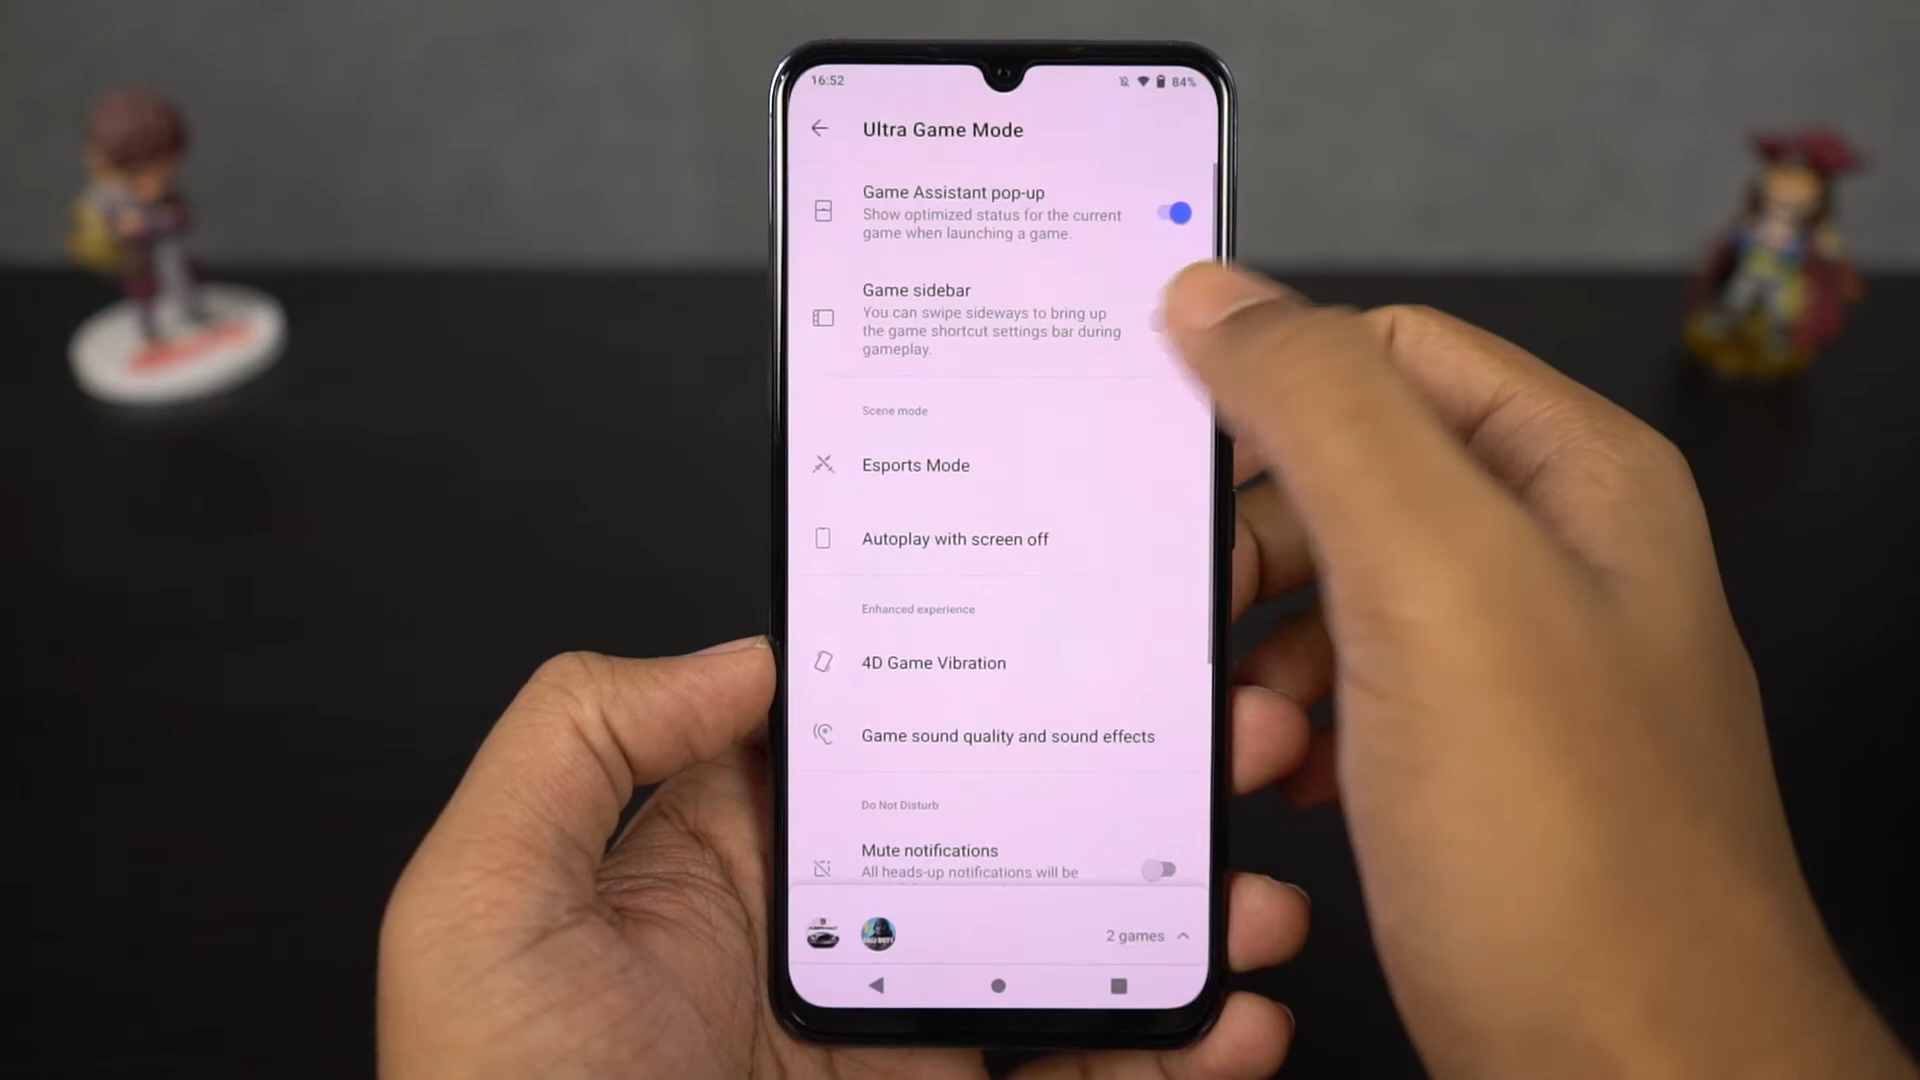 16:52
84%
Ultra Game Mode
Game Assistant pop-up
Show optimized status for the current
game when launching a game.
Game sidebar
You can swipe sideways to bring up
the game shortcut settings bar during
gameplay.
Scene mode
Esports Mode
Autoplay with screen off
Enhanced experience
4D Game Vibration
Game sound quality and sound effects
Do Not Disturb
Mute notifications
All heads-up notifications will be
2 games